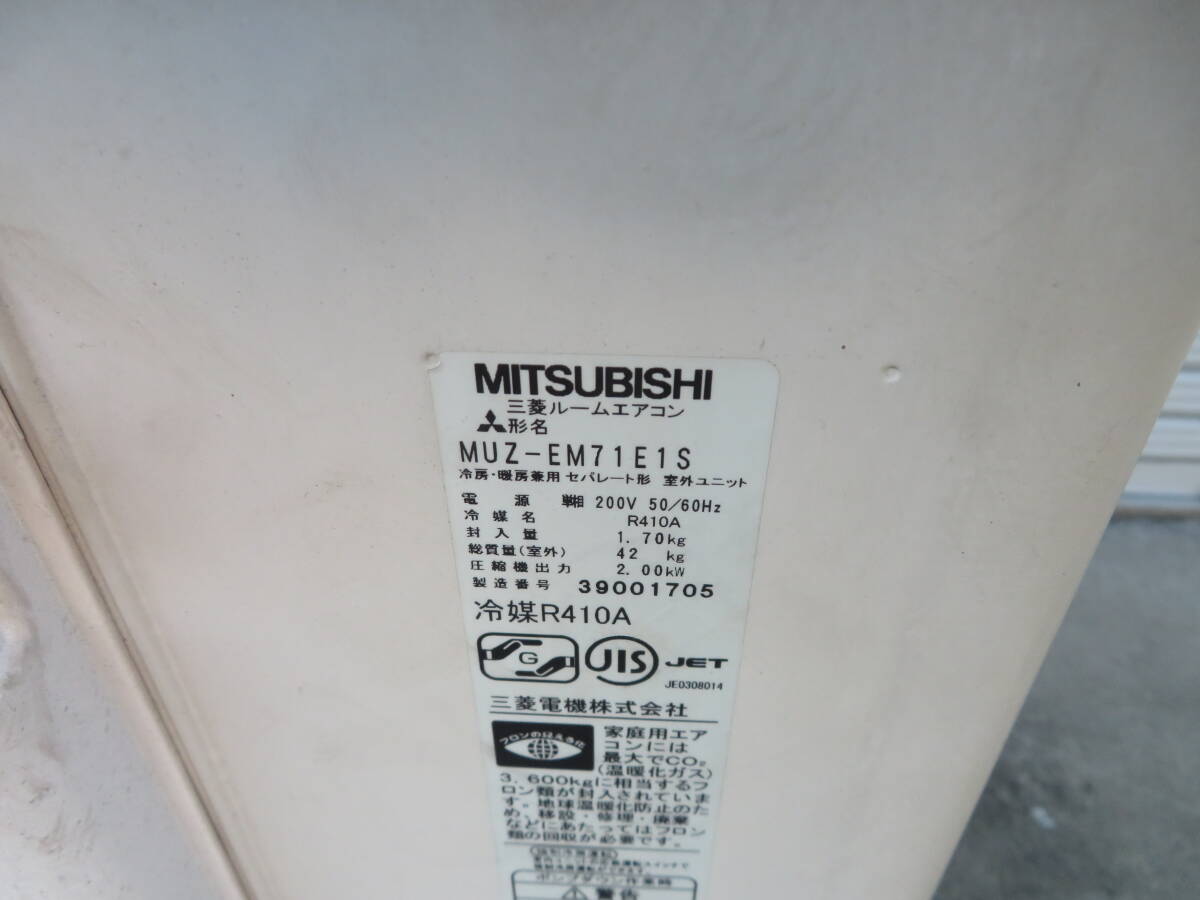 MITSUBISHI
三菱ルームエアコン
形名
MUZ-EM71E1S
冷房・暖房兼用 セパレート形 室外ユニット
電源 単相 200V 50/60Hz
冷媒名 R410A
封入量 1.70kg
総質量(室外) 42 kg
圧縮機出力 2.00kW
製造番号 39001705
冷媒R410A
G JIS JET
JE0308014
三菱電機株式会社
フロンの見える化
家庭用エア
コンには
最大でCO₂
(温暖化ガス)
3,600kgに相当するフ
ロン類が封入されていま
す。地球温暖化防止のた
め、移設・修理・廃棄
などにあたってはフロン
類の回収が必要です。
ポンプダウン作業時
警告